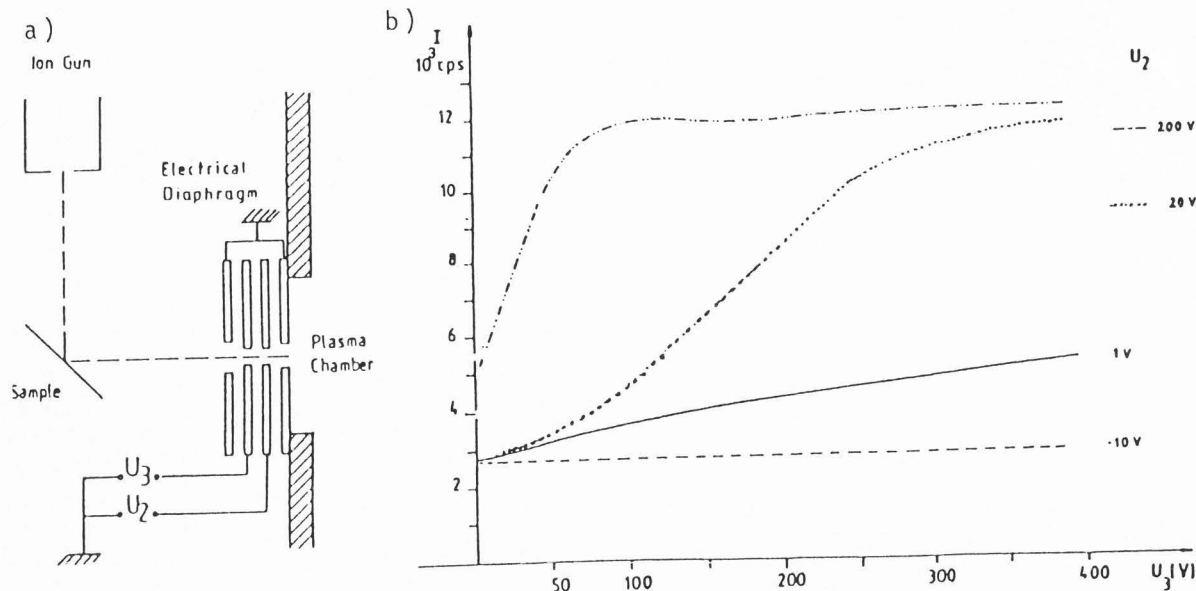 a)
Ion Gun
Electrical
Diaphragm
Plasma
Chamber
Sample
U3
U2
b)
I
10³cps
12
10
8
6
4
2
50
100
200
300
400
U3[V]
U2
200 V
20 V
1 V
-10 V